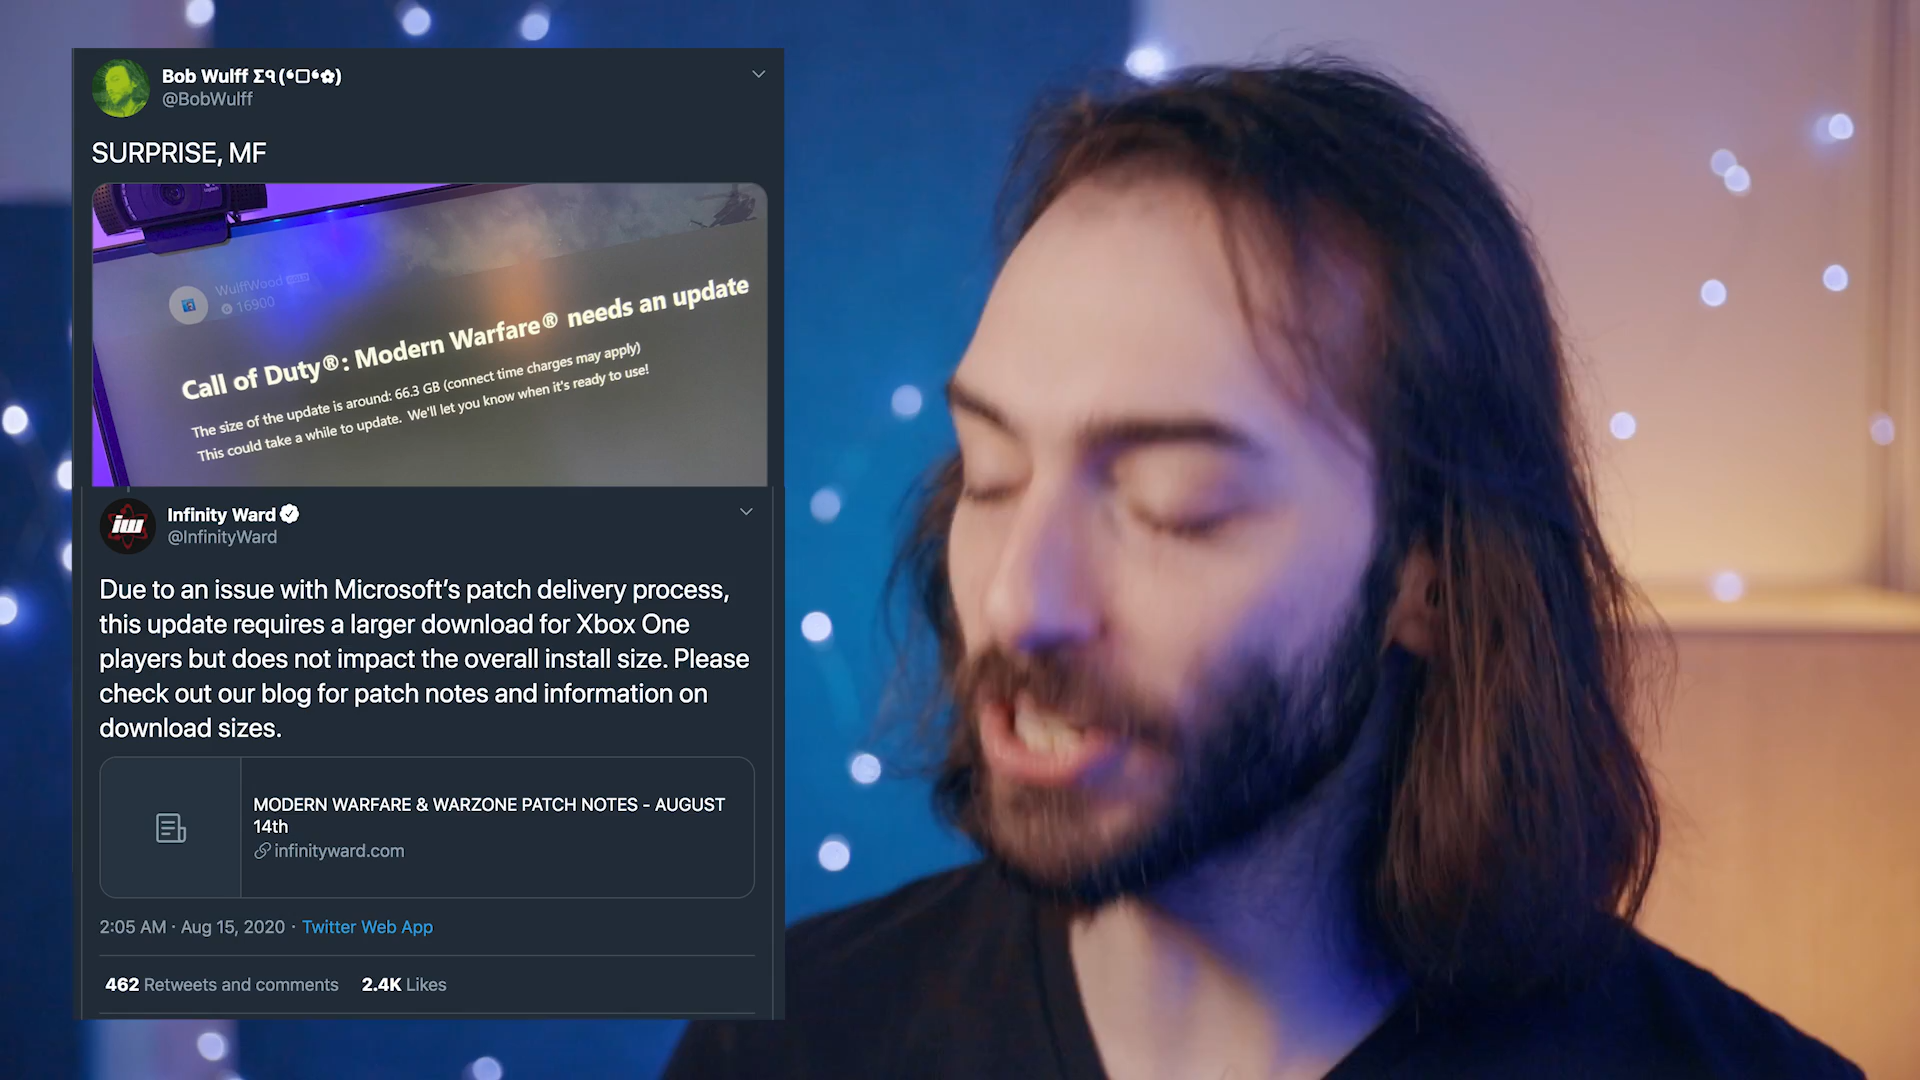 Bob Wulff Σ٩(❛□❛✿)
@BobWulff
SURPRISE, MF
WulffWood GOLD
16900
Call of Duty®: Modern Warfare® needs an update
The size of the update is around: 66.3 GB (connect time charges may apply)
This could take a while to update. We'll let you know when it's ready to use!
iw
Infinity Ward
@InfinityWard
Due to an issue with Microsoft’s patch delivery process,
this update requires a larger download for Xbox One
players but does not impact the overall install size. Please
check out our blog for patch notes and information on
download sizes.
MODERN WARFARE & WARZONE PATCH NOTES - AUGUST
14th
infinityward.com
2:05 AM · Aug 15, 2020 · Twitter Web App
462 Retweets and comments 2.4K Likes